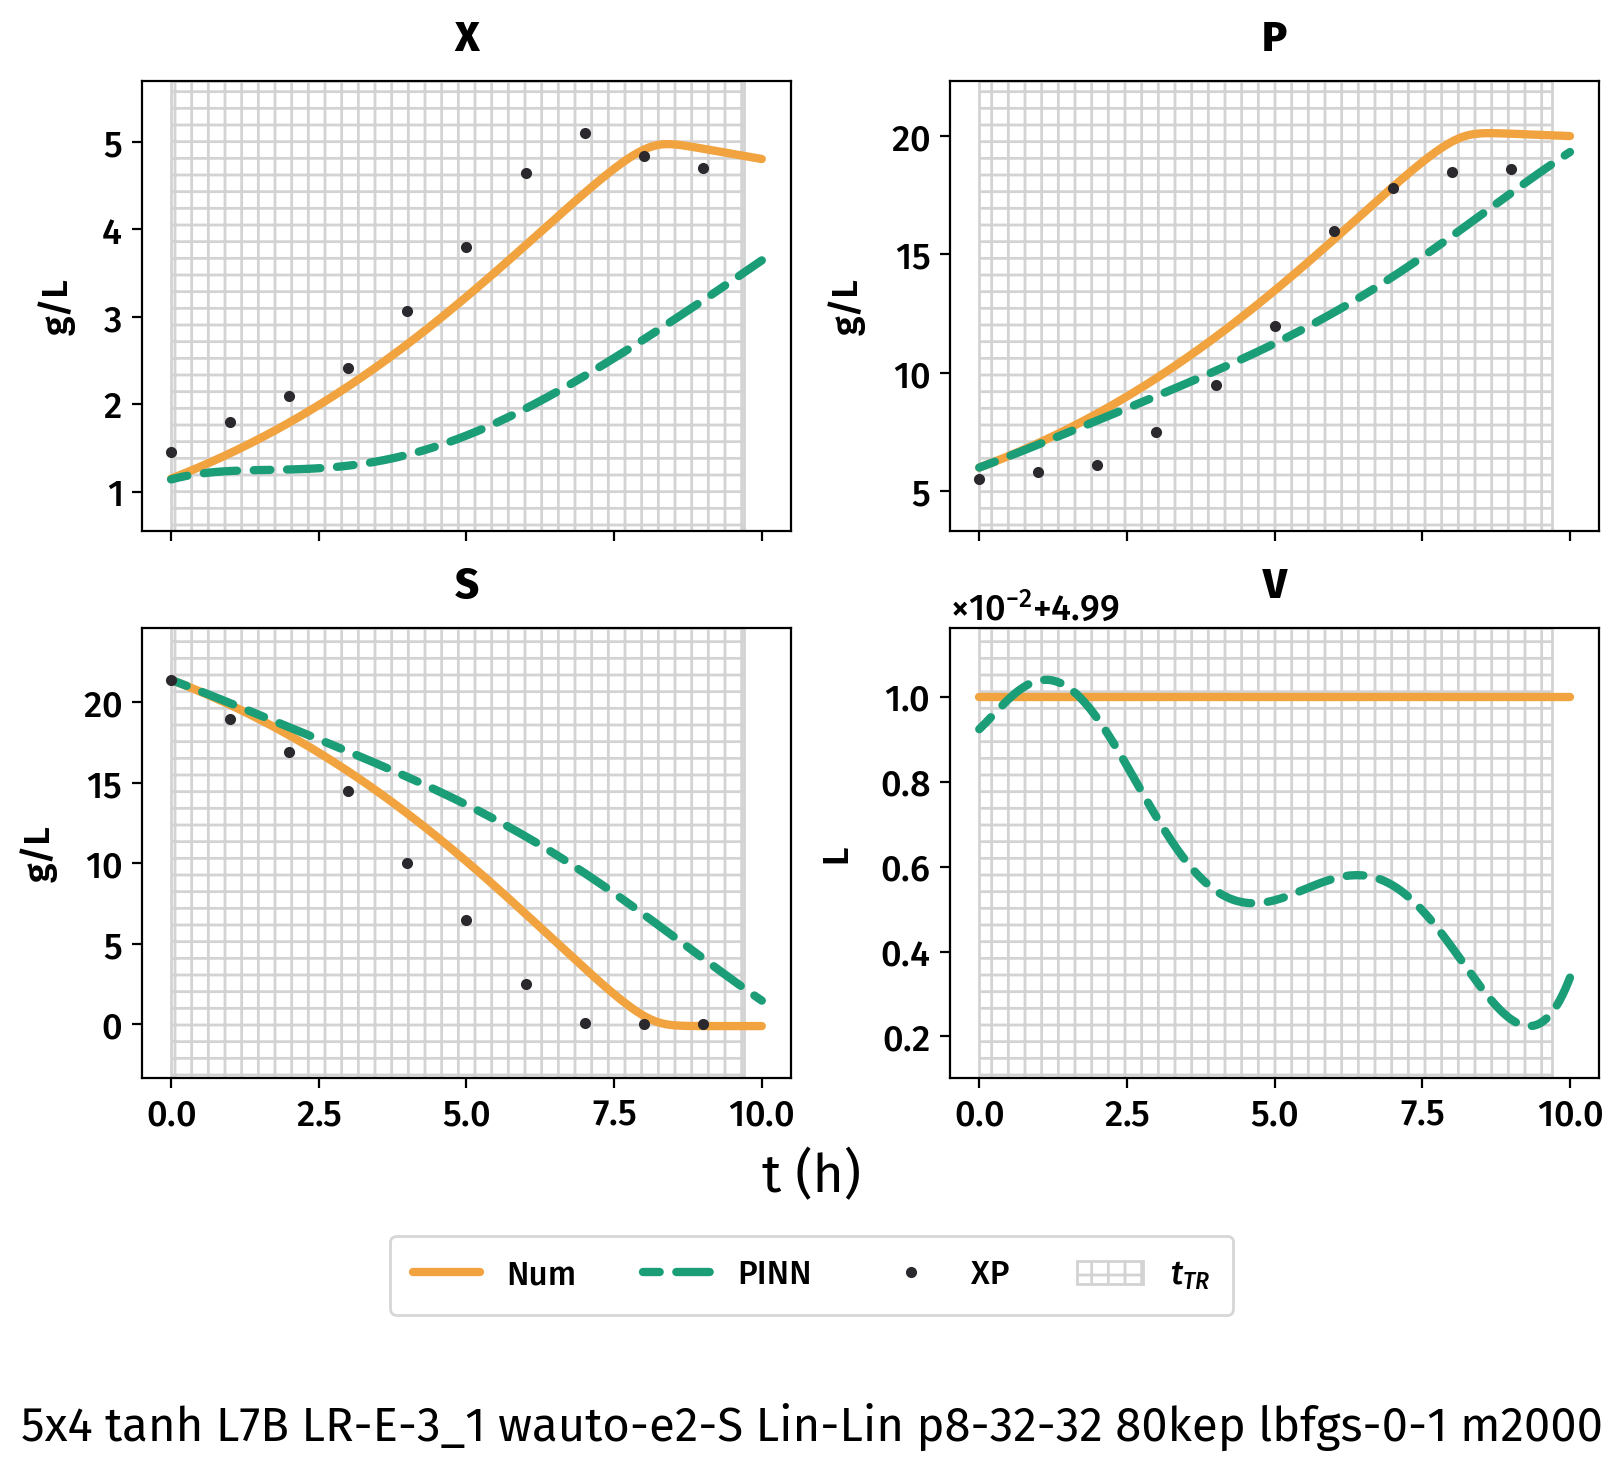 X
P
5
4
3
2
1
g/L
20
15
10
5
g/L
S
V
×10⁻²+4.99
20
15
10
5
0
g/L
1.0
0.8
0.6
0.4
0.2
L
0.0 2.5 5.0 7.5 10.0
0.0 2.5 5.0 7.5 10.0
t (h)
Num PINN XP t_TR
5x4 tanh L7B LR-E-3_1 wauto-e2-S Lin-Lin p8-32-32 80kep lbfgs-0-1 m2000